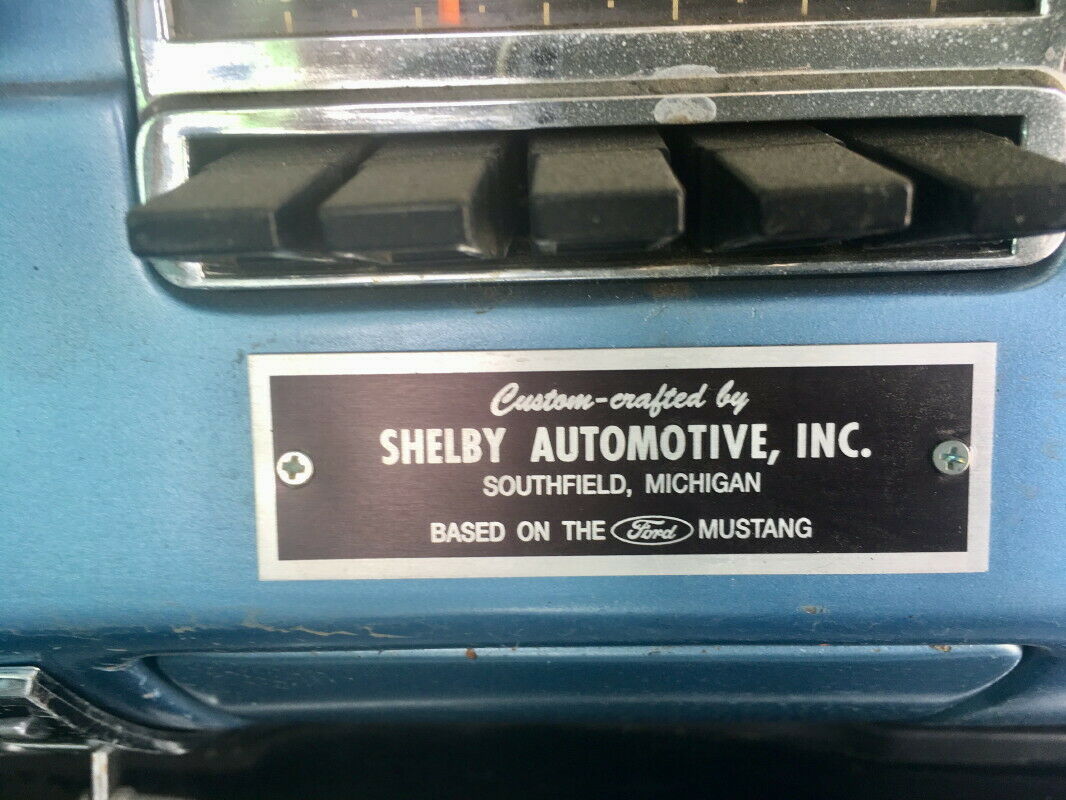 Custom-crafted by
SHELBY AUTOMOTIVE, INC.
SOUTHFIELD, MICHIGAN
BASED ON THE Ford MUSTANG